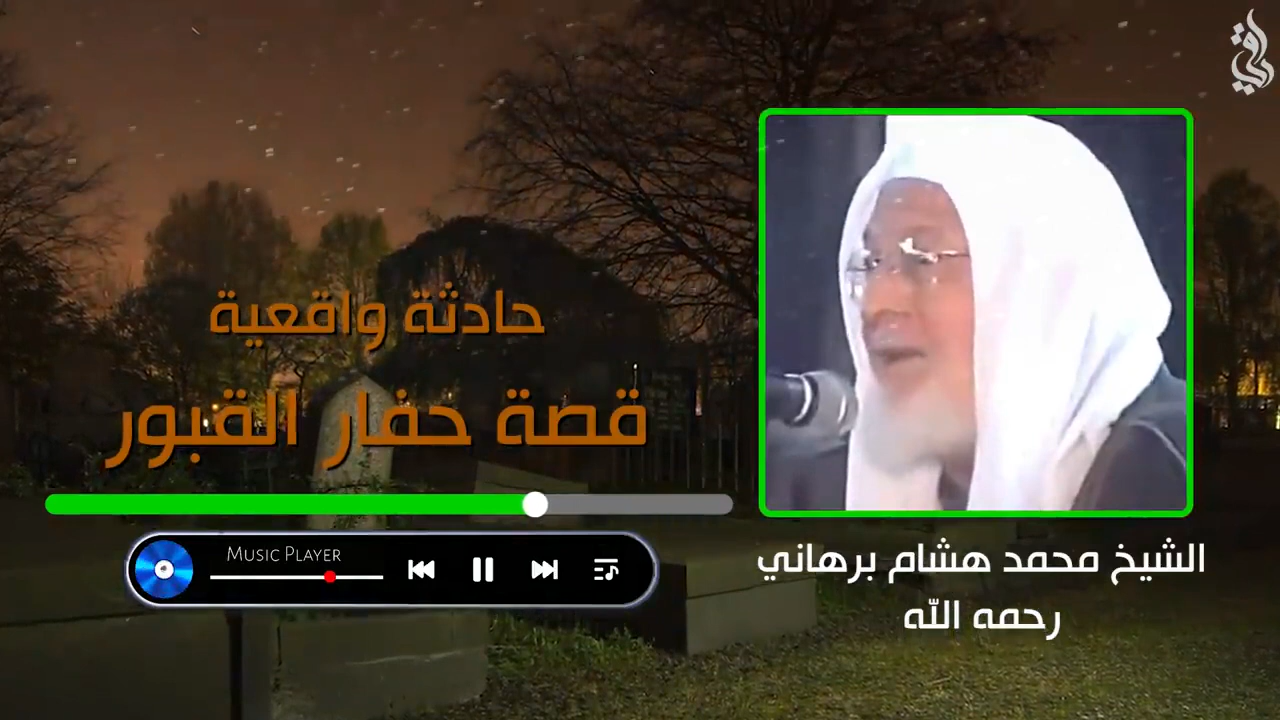 حادثة واقعية
قصة حفار القبور
Music Player
الشيخ محمد هشام برهاني
رحمه الله